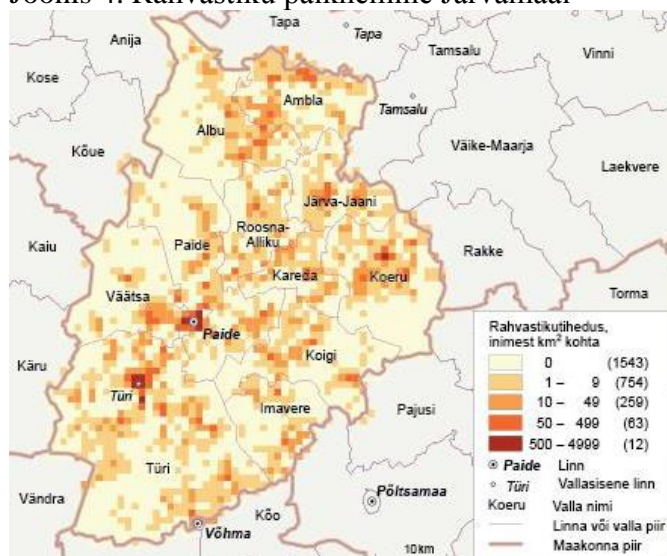 Joonis 4. Rahvastiku paiknemine Järvamaal
Anija
Tapa
Tapa
Tamsalu
Vinni
Kose
Ambla
Albu
Tamsalu
Kõue
Väike-Maarja
Laekvere
Järva-Jaani
Kaiu
Paide
Roosna-
Alliku
Rakke
Kareda
Koeru
Väätsa
Torma
Paide
Koigi
Käru
Türi
Imavere
Pajusi
Türi
Vändra
Kõo
Põltsamaa
Võhma
10 km
Rahvastikutihedus,
inimest km² kohta
0 (1543)
1 – 9 (754)
10 – 49 (259)
50 – 499 (63)
500 - 4999 (12)
Paide Linn
Türi Vallasisene linn
Koeru Valla nimi
Linna või valla piir
Maakonna piir